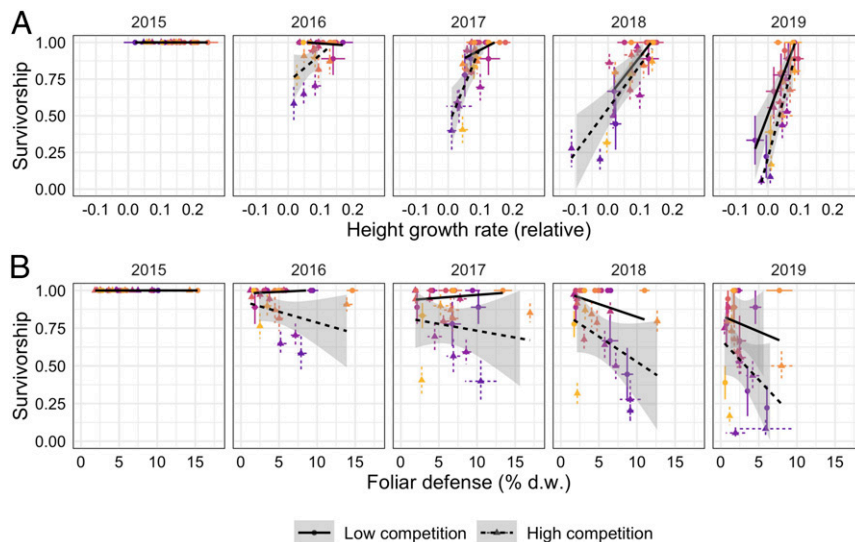 A
2015 2016 2017 2018 2019
Survivorship
1.00
0.75
0.50
0.25
0.00
-0.1 0.0 0.1 0.2 -0.1 0.0 0.1 0.2 -0.1 0.0 0.1 0.2 -0.1 0.0 0.1 0.2 -0.1 0.0 0.1 0.2
Height growth rate (relative)
B
2015 2016 2017 2018 2019
Survivorship
1.00
0.75
0.50
0.25
0.00
0 5 10 15 0 5 10 15 0 5 10 15 0 5 10 15 0 5 10 15
Foliar defense (% d.w.)
Low competition High competition